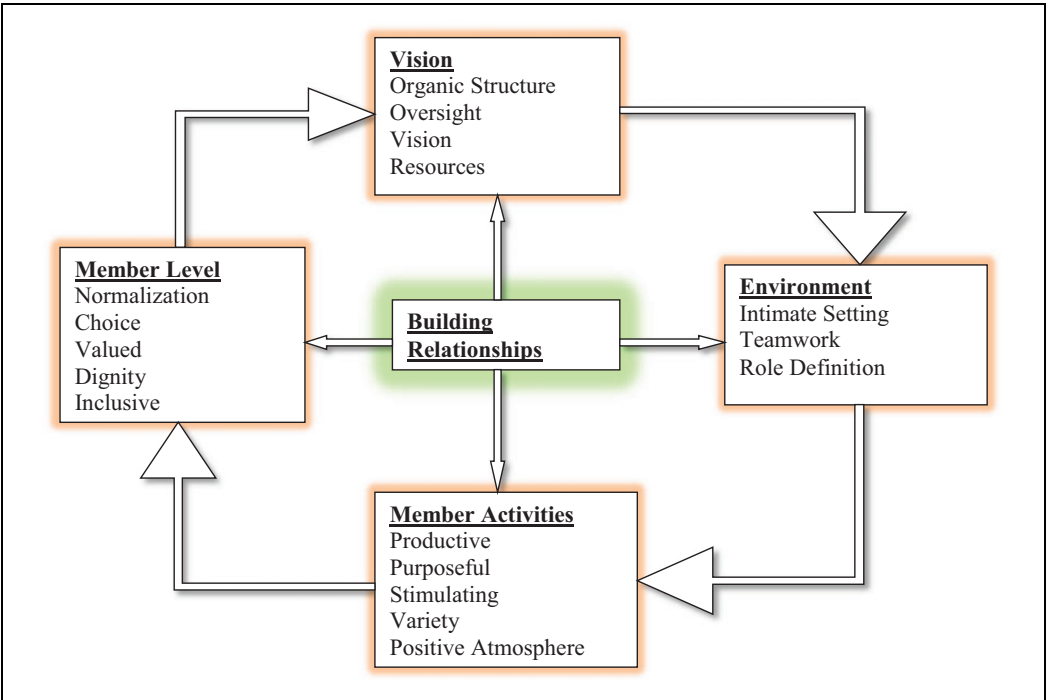 Vision
Organic Structure
Oversight
Vision
Resources
Member Level
Normalization
Choice
Valued
Dignity
Inclusive
Building
Relationships
Environment
Intimate Setting
Teamwork
Role Definition
Member Activities
Productive
Purposeful
Stimulating
Variety
Positive Atmosphere